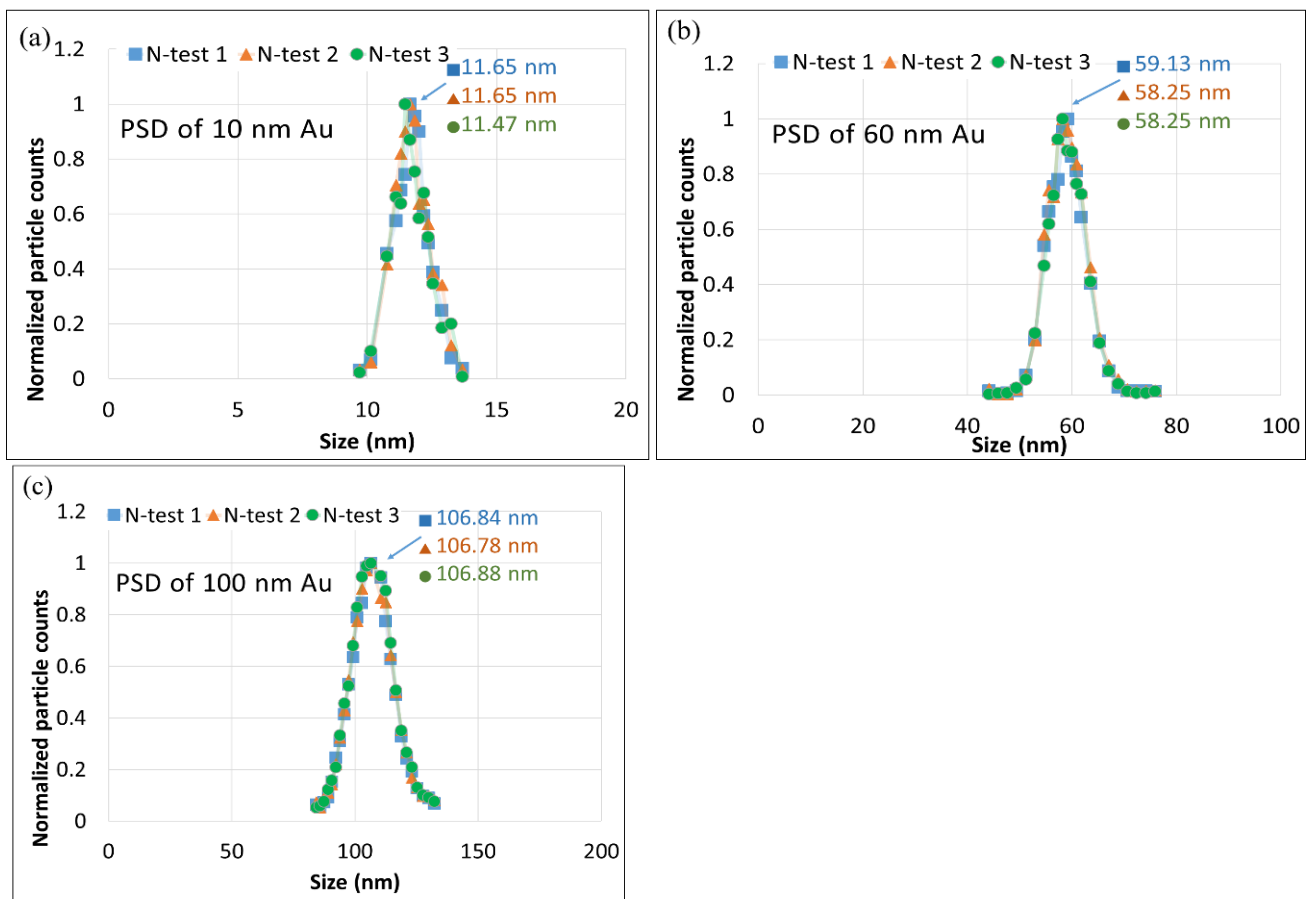 (a)
N-test 1 N-test 2 N-test 3
11.65 nm
11.65 nm
11.47 nm
PSD of 10 nm Au
Normalized particle counts
1.2
1
0.8
0.6
0.4
0.2
0
0 5 10 15 20
Size (nm)
(b)
N-test 1 N-test 2 N-test 3
59.13 nm
58.25 nm
58.25 nm
PSD of 60 nm Au
Normalized particle counts
1.2
1
0.8
0.6
0.4
0.2
0
0 20 40 60 80 100
Size (nm)
(c)
N-test 1 N-test 2 N-test 3
106.84 nm
106.78 nm
106.88 nm
PSD of 100 nm Au
Normalized particle counts
1.2
1
0.8
0.6
0.4
0.2
0
0 50 100 150 200
Size (nm)